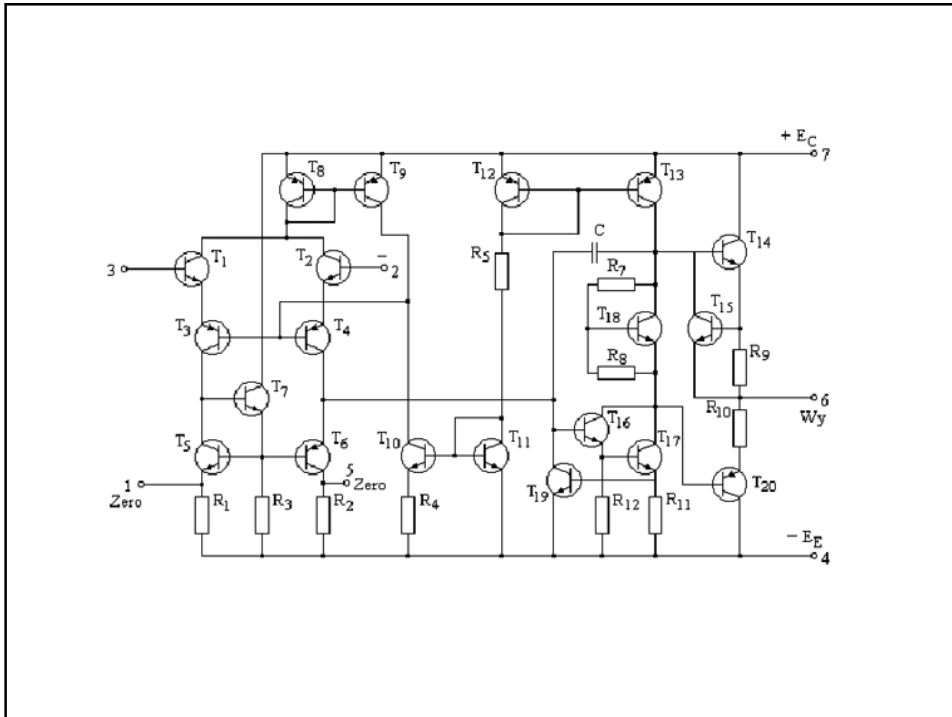 + E_C
7
T_8
T_9
T_12
T_13
C
T_14
3
T_1
T_2
−
2
R_5
R_7
T_15
T_3
T_4
T_18
R_9
R_8
T_7
R_10
6
Wy
T_16
T_5
T_6
T_10
T_11
T_17
5
Zero
1
Zero
T_19
T_20
R_1
R_3
R_2
R_4
R_12
R_11
− E_E
4